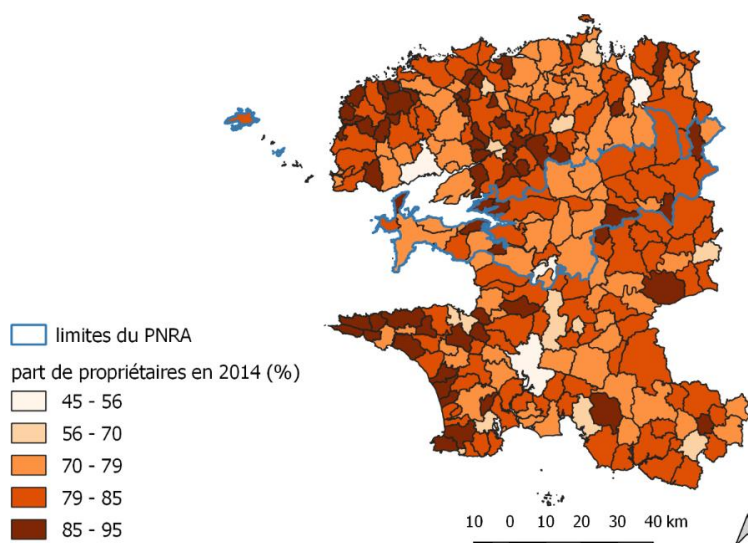 limites du PNRA
part de propriétaires en 2014 (%)
45 - 56
56 - 70
70 - 79
79 - 85
85 - 95
10 0 10 20 30 40 km